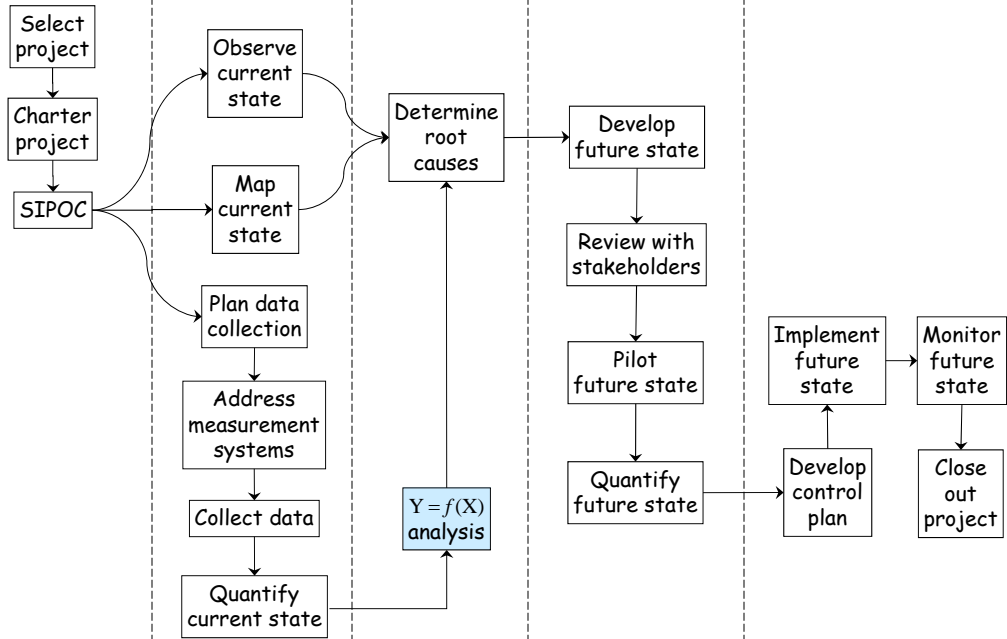 Select
project
Charter
project
SIPOC
Observe
current
state
Map
current
state
Plan data
collection
Address
measurement
systems
Collect data
Quantify
current state
Determine
root
causes
Y = f(X)
analysis
Develop
future state
Review with
stakeholders
Pilot
future state
Quantify
future state
Implement
future
state
Develop
control
plan
Monitor
future
state
Close
out
project